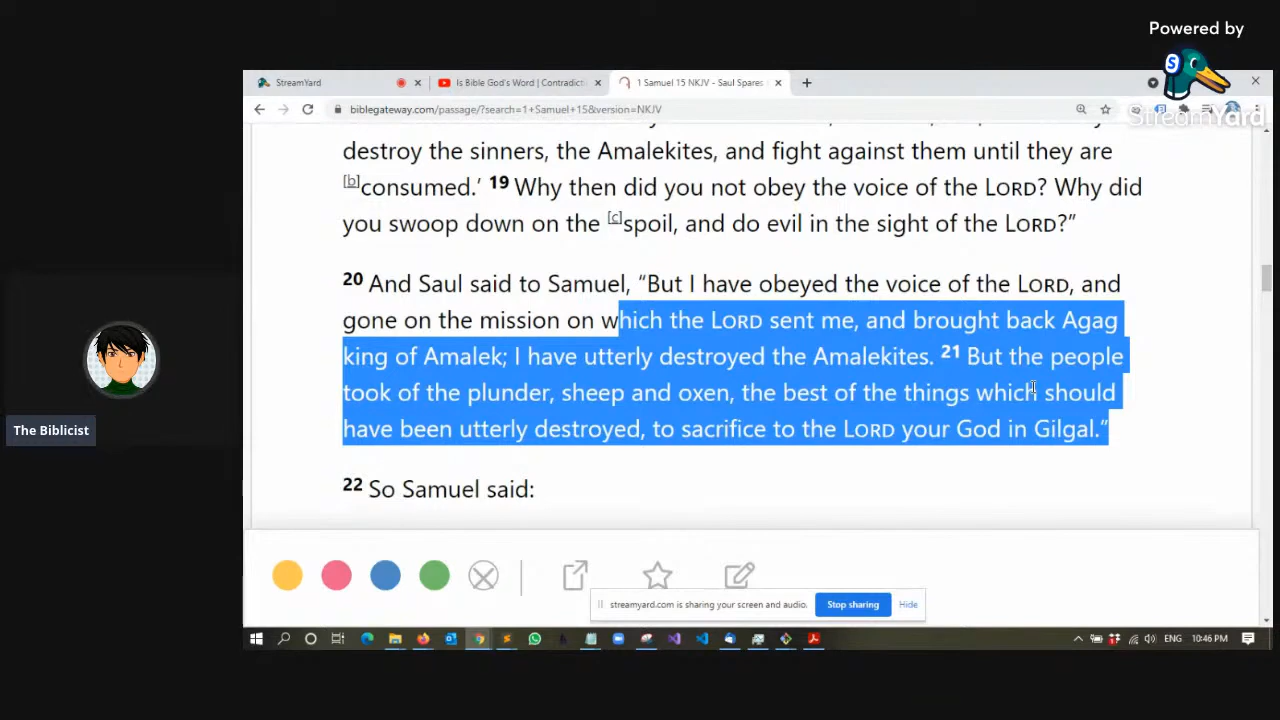 Powered by
StreamYard
StreamYard
Is Bible God's Word | Contradict
1 Samuel 15 NKJV - Saul Spares
biblegateway.com/passage/?search=1+Samuel+15&version=NKJV
destroy the sinners, the Amalekites, and fight against them until they are
[b]consumed.' 19 Why then did you not obey the voice of the LORD? Why did
you swoop down on the [c]spoil, and do evil in the sight of the LORD?”
20 And Saul said to Samuel, “But I have obeyed the voice of the LORD, and
gone on the mission on which the LORD sent me, and brought back Agag
king of Amalek; I have utterly destroyed the Amalekites. 21 But the people
took of the plunder, sheep and oxen, the best of the things which should
have been utterly destroyed, to sacrifice to the LORD your God in Gilgal.”
22 So Samuel said:
The Biblicist
streamyard.com is sharing your screen and audio. Stop sharing Hide
ENG 10:46 PM